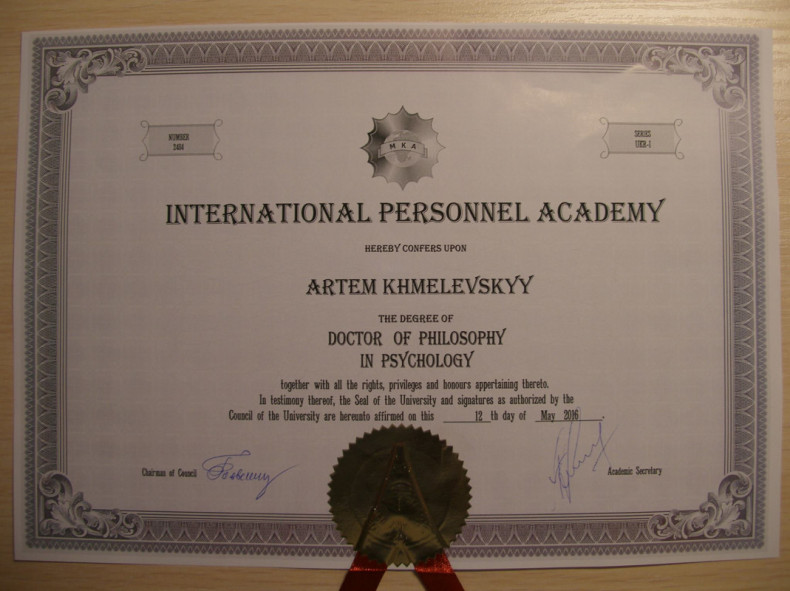 NUMBER
2484
SERIES
UKR-1
M K A
INTERNATIONAL PERSONNEL ACADEMY
HEREBY CONFERS UPON
ARTEM KHMELEVSKYY
THE DEGREE OF
DOCTOR OF PHILOSOPHY
IN PSYCHOLOGY
together with all the rights, privileges and honours appertaining thereto.
In testimony thereof, the Seal of the University and signatures as authorized by the
Council of the University are hereunto affirmed on this 12 th day of May 2016
Chairman of Council
Academic Secretary